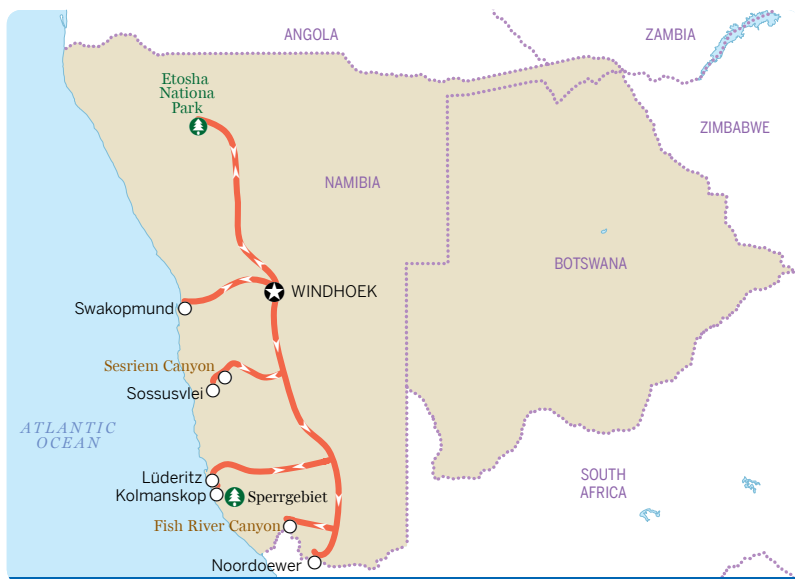 ANGOLA
ZAMBIA
Etosha
National
Park
ZIMBABWE
NAMIBIA
BOTSWANA
WINDHOEK
Swakopmund
Sesriem Canyon
Sossusvlei
ATLANTIC
OCEAN
Lüderitz
Kolmanskop
Sperrgebiet
SOUTH
AFRICA
Fish River Canyon
Noordoewer